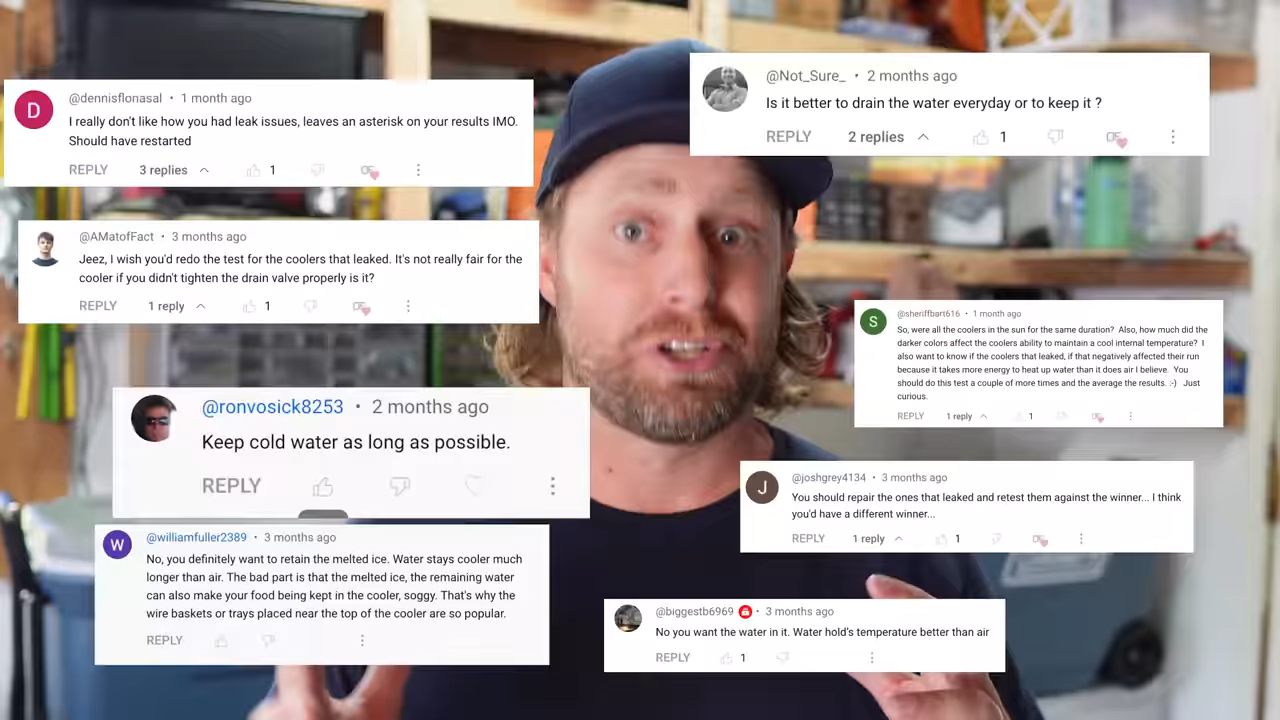 D
@dennisflonasal • 1 month ago
I really don't like how you had leak issues, leaves an asterisk on your results IMO.
Should have restarted
REPLY 3 replies 1
@Not_Sure_ • 2 months ago
Is it better to drain the water everyday or to keep it ?
REPLY 2 replies 1
@AMatofFact • 3 months ago
Jeez, I wish you'd redo the test for the coolers that leaked. It's not really fair for the
cooler if you didn't tighten the drain valve properly is it?
REPLY 1 reply 1
S
@sheriffbart616 • 1 month ago
So, were all the coolers in the sun for the same duration? Also, how much did the
darker colors affect the coolers ability to maintain a cool internal temperature? I
also want to know if the coolers that leaked, if that negatively affected their run
because it takes more energy to heat up water than it does air I believe. You
should do this test a couple of more times and the average the results. :-) Just
curious.
REPLY 1 reply 1
@ronvosick8253 • 2 months ago
Keep cold water as long as possible.
REPLY
J
@joshgrey4134 • 3 months ago
You should repair the ones that leaked and retest them against the winner... I think
you'd have a different winner...
REPLY 1 reply 1
W
@williamfuller2389 • 3 months ago
No, you definitely want to retain the melted ice. Water stays cooler much
longer than air. The bad part is that the melted ice, the remaining water
can also make your food being kept in the cooler, soggy. That's why the
wire baskets or trays placed near the top of the cooler are so popular.
REPLY
@biggestb6969 • 3 months ago
No you want the water in it. Water hold's temperature better than air
REPLY 1